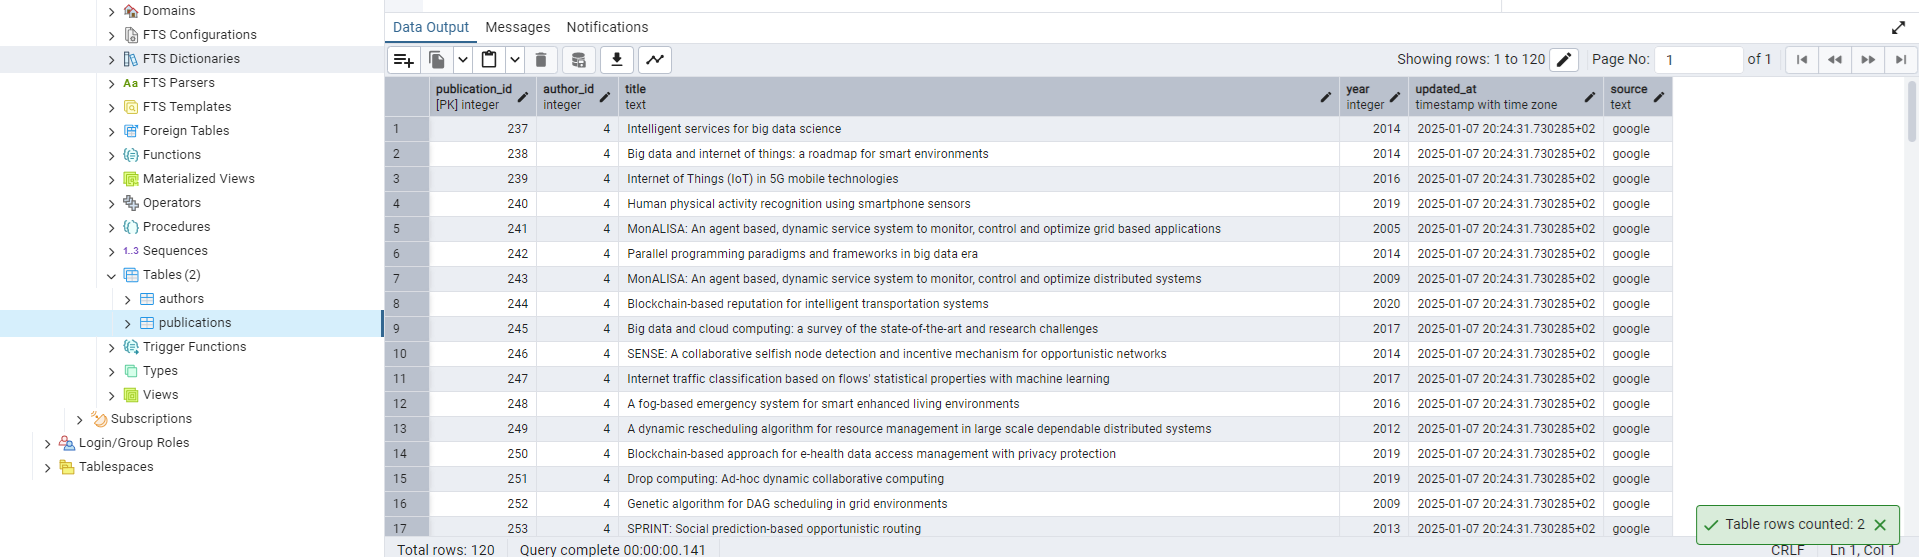 Domains
FTS Configurations
FTS Dictionaries
Aa FTS Parsers
FTS Templates
Foreign Tables
Functions
Materialized Views
Operators
Procedures
1..3 Sequences
Tables (2)
authors
publications
Trigger Functions
Types
Views
Subscriptions
Login/Group Roles
Tablespaces
Data Output Messages Notifications
Showing rows: 1 to 120 Page No: 1 of 1
publication_id author_id title year updated_at source
[PK] integer integer text integer timestamp with time zone text
1 237 4 Intelligent services for big data science 2014 2025-01-07 20:24:31.730285+02 google
2 238 4 Big data and internet of things: a roadmap for smart environments 2014 2025-01-07 20:24:31.730285+02 google
3 239 4 Internet of Things (IoT) in 5G mobile technologies 2016 2025-01-07 20:24:31.730285+02 google
4 240 4 Human physical activity recognition using smartphone sensors 2019 2025-01-07 20:24:31.730285+02 google
5 241 4 MonALISA: An agent based, dynamic service system to monitor, control and optimize grid based applications 2005 2025-01-07 20:24:31.730285+02 google
6 242 4 Parallel programming paradigms and frameworks in big data era 2014 2025-01-07 20:24:31.730285+02 google
7 243 4 MonALISA: An agent based, dynamic service system to monitor, control and optimize distributed systems 2009 2025-01-07 20:24:31.730285+02 google
8 244 4 Blockchain-based reputation for intelligent transportation systems 2020 2025-01-07 20:24:31.730285+02 google
9 245 4 Big data and cloud computing: a survey of the state-of-the-art and research challenges 2017 2025-01-07 20:24:31.730285+02 google
10 246 4 SENSE: A collaborative selfish node detection and incentive mechanism for opportunistic networks 2014 2025-01-07 20:24:31.730285+02 google
11 247 4 Internet traffic classification based on flows' statistical properties with machine learning 2017 2025-01-07 20:24:31.730285+02 google
12 248 4 A fog-based emergency system for smart enhanced living environments 2016 2025-01-07 20:24:31.730285+02 google
13 249 4 A dynamic rescheduling algorithm for resource management in large scale dependable distributed systems 2012 2025-01-07 20:24:31.730285+02 google
14 250 4 Blockchain-based approach for e-health data access management with privacy protection 2019 2025-01-07 20:24:31.730285+02 google
15 251 4 Drop computing: Ad-hoc dynamic collaborative computing 2019 2025-01-07 20:24:31.730285+02 google
16 252 4 Genetic algorithm for DAG scheduling in grid environments 2009 2025-01-07 20:24:31.730285+02 google
17 253 4 SPRINT: Social prediction-based opportunistic routing 2013 2025-01-07 20:24:31.730285+02 google
Table rows counted: 2
Total rows: 120 Query complete 00:00:00.141 CRLF Ln 1, Col 1